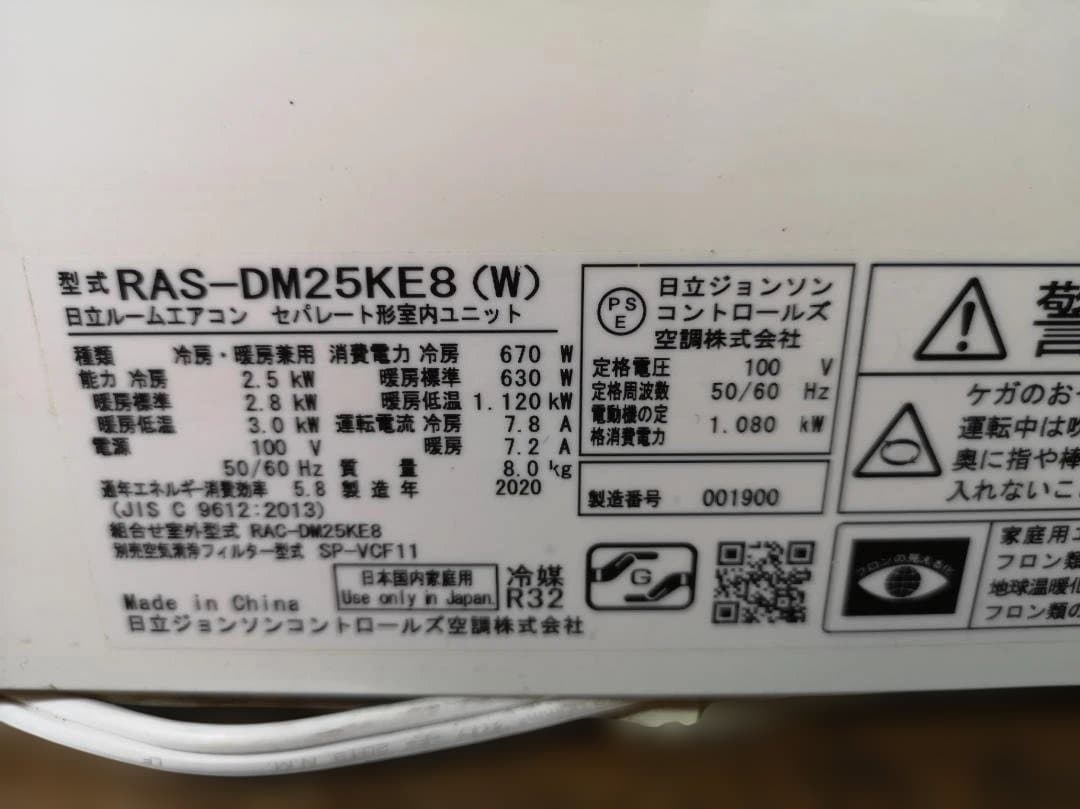 型式 RAS-DM25KE8 (W)
日立ルームエアコン セパレート形室内ユニット
種類 冷房・暖房兼用 消費電力 冷房 670 W
能力 冷房 2.5 kW 暖房標準 630 W
暖房標準 2.8 kW 暖房低温 1.120 kW
暖房低温 3.0 kW 運転電流 冷房 7.8 A
電源 100 V 暖房 7.2 A
50/60 Hz 質量 8.0 kg
通年エネルギー消費効率 5.8 製造年 2020
(JIS C 9612:2013)
組合せ室外型式 RAC-DM25KE8
別売空気清浄フィルター型式 SP-VCF11
日本国内家庭用
Use only in Japan
冷媒
R32
Made in China
日立ジョンソンコントロールズ空調株式会社
PS
E
日立ジョンソン
コントロールズ
空調株式会社
定格電圧 100 V
定格周波数 50/60 Hz
電動機の定
格消費電力 1.080 kW
製造番号 001900
G
警
ケガのお
運転中は吹
奥に指や棒
入れないこ
フロンの見える化
家庭用エ
フロン類
地球温暖化
フロン類の